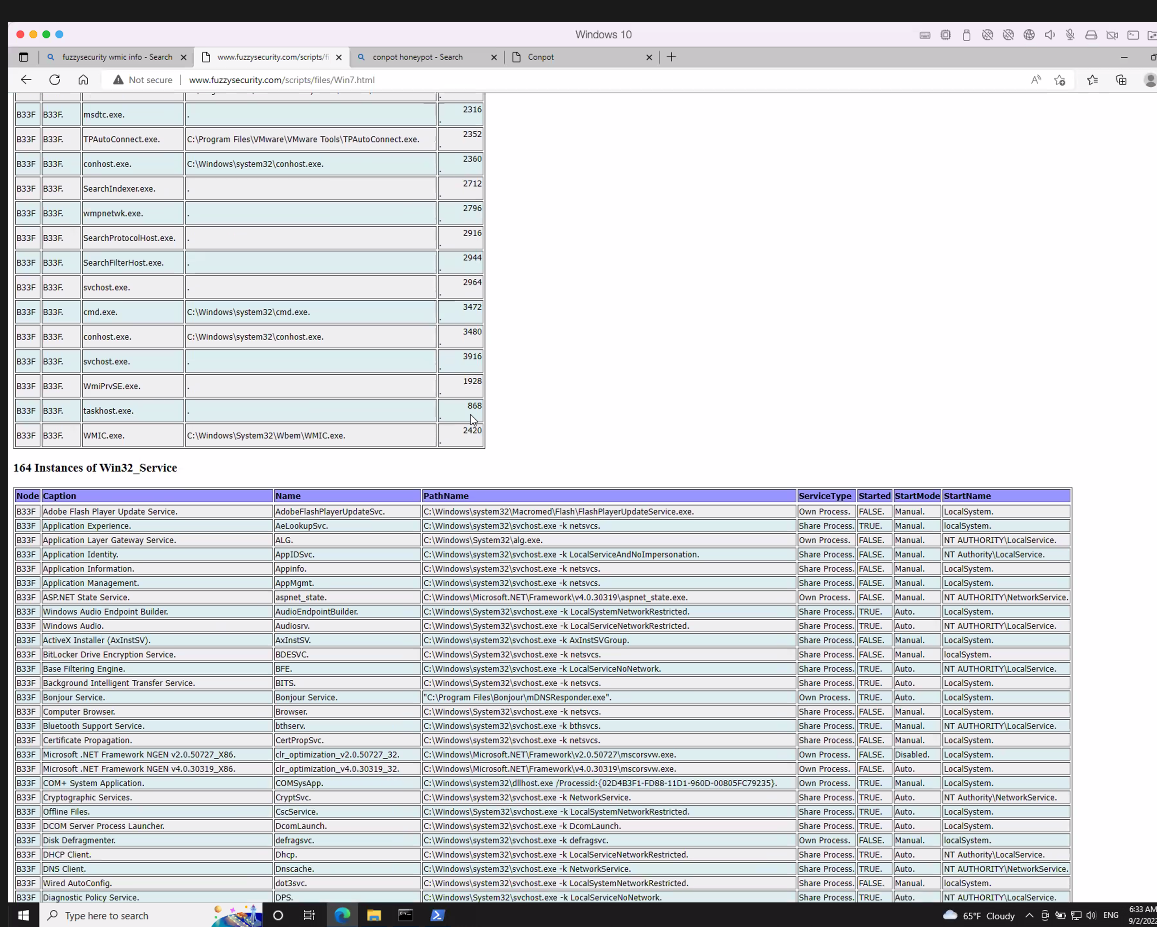 Windows 10
fuzzysecurity wmic info - Search
www.fuzzysecurity.com/scripts/fi
conpot honeypot - Search
Conpot
Not secure www.fuzzysecurity.com/scripts/files/Win7.html
B33F B33F. msdtc.exe. . 2316.
B33F B33F. TPAutoConnect.exe. C:\Program Files\VMware\VMware Tools\TPAutoConnect.exe. 2352.
B33F B33F. conhost.exe. C:\Windows\system32\conhost.exe. 2360.
B33F B33F. SearchIndexer.exe. . 2712.
B33F B33F. wmpnetwk.exe. . 2796.
B33F B33F. SearchProtocolHost.exe. . 2916.
B33F B33F. SearchFilterHost.exe. . 2944.
B33F B33F. svchost.exe. . 2964.
B33F B33F. cmd.exe. C:\Windows\system32\cmd.exe. 3472.
B33F B33F. conhost.exe. C:\Windows\system32\conhost.exe. 3480.
B33F B33F. svchost.exe. . 3916.
B33F B33F. WmiPrvSE.exe. . 1928.
B33F B33F. taskhost.exe. . 868.
B33F B33F. WMIC.exe. C:\Windows\System32\Wbem\WMIC.exe. 2420.
164 Instances of Win32_Service
Node Caption Name PathName ServiceType Started StartMode StartName
B33F Adobe Flash Player Update Service. AdobeFlashPlayerUpdateSvc. C:\Windows\system32\Macromed\Flash\FlashPlayerUpdateService.exe. Own Process. FALSE. Manual. LocalSystem.
B33F Application Experience. AeLookupSvc. C:\Windows\system32\svchost.exe -k netsvcs. Share Process. TRUE. Manual. localSystem.
B33F Application Layer Gateway Service. ALG. C:\Windows\System32\alg.exe. Own Process. FALSE. Manual. NT AUTHORITY\LocalService.
B33F Application Identity. AppIDSvc. C:\Windows\system32\svchost.exe -k LocalServiceAndNoImpersonation. Share Process. FALSE. Manual. NT Authority\LocalService.
B33F Application Information. Appinfo. C:\Windows\system32\svchost.exe -k netsvcs. Share Process. FALSE. Manual. LocalSystem.
B33F Application Management. AppMgmt. C:\Windows\system32\svchost.exe -k netsvcs. Share Process. FALSE. Manual. LocalSystem.
B33F ASP.NET State Service. aspnet_state. C:\Windows\Microsoft.NET\Framework\v4.0.30319\aspnet_state.exe. Own Process. FALSE. Manual. NT AUTHORITY\NetworkService.
B33F Windows Audio Endpoint Builder. AudioEndpointBuilder. C:\Windows\System32\svchost.exe -k LocalSystemNetworkRestricted. Share Process. TRUE. Auto. LocalSystem.
B33F Windows Audio. Audiosrv. C:\Windows\System32\svchost.exe -k LocalServiceNetworkRestricted. Share Process. TRUE. Auto. NT AUTHORITY\LocalService.
B33F ActiveX Installer (AxInstSV). AxInstSV. C:\Windows\system32\svchost.exe -k AxInstSVGroup. Share Process. FALSE. Manual. LocalSystem.
B33F BitLocker Drive Encryption Service. BDESVC. C:\Windows\System32\svchost.exe -k netsvcs. Share Process. FALSE. Manual. localSystem.
B33F Base Filtering Engine. BFE. C:\Windows\system32\svchost.exe -k LocalServiceNoNetwork. Share Process. TRUE. Auto. NT AUTHORITY\LocalService.
B33F Background Intelligent Transfer Service. BITS. C:\Windows\System32\svchost.exe -k netsvcs. Share Process. TRUE. Auto. LocalSystem.
B33F Bonjour Service. Bonjour Service. "C:\Program Files\Bonjour\mDNSResponder.exe". Own Process. TRUE. Auto. LocalSystem.
B33F Computer Browser. Browser. C:\Windows\System32\svchost.exe -k netsvcs. Share Process. FALSE. Manual. LocalSystem.
B33F Bluetooth Support Service. bthserv. C:\Windows\system32\svchost.exe -k bthsvcs. Share Process. TRUE. Manual. NT AUTHORITY\LocalService.
B33F Certificate Propagation. CertPropSvc. C:\Windows\system32\svchost.exe -k netsvcs. Share Process. FALSE. Manual. LocalSystem.
B33F Microsoft .NET Framework NGEN v2.0.50727_X86. clr_optimization_v2.0.50727_32. C:\Windows\Microsoft.NET\Framework\v2.0.50727\mscorsvw.exe. Own Process. FALSE. Disabled. LocalSystem.
B33F Microsoft .NET Framework NGEN v4.0.30319_X86. clr_optimization_v4.0.30319_32. C:\Windows\Microsoft.NET\Framework\v4.0.30319\mscorsvw.exe. Own Process. FALSE. Auto. LocalSystem.
B33F COM+ System Application. COMSysApp. C:\Windows\system32\dllhost.exe /Processid:{02D4B3F1-FD88-11D1-960D-00805FC79235}. Own Process. TRUE. Manual. LocalSystem.
B33F Cryptographic Services. CryptSvc. C:\Windows\system32\svchost.exe -k NetworkService. Share Process. TRUE. Auto. NT Authority\NetworkService.
B33F Offline Files. CscService. C:\Windows\System32\svchost.exe -k LocalSystemNetworkRestricted. Share Process. TRUE. Auto. LocalSystem.
B33F DCOM Server Process Launcher. DcomLaunch. C:\Windows\system32\svchost.exe -k DcomLaunch. Share Process. TRUE. Auto. LocalSystem.
B33F Disk Defragmenter. defragsvc. C:\Windows\system32\svchost.exe -k defragsvc. Own Process. FALSE. Manual. localSystem.
B33F DHCP Client. Dhcp. C:\Windows\system32\svchost.exe -k LocalServiceNetworkRestricted. Share Process. TRUE. Auto. NT Authority\LocalService.
B33F DNS Client. Dnscache. C:\Windows\system32\svchost.exe -k NetworkService. Share Process. TRUE. Auto. NT AUTHORITY\NetworkService.
B33F Wired AutoConfig. dot3svc. C:\Windows\system32\svchost.exe -k LocalSystemNetworkRestricted. Share Process. FALSE. Manual. localSystem.
B33F Diagnostic Policy Service. DPS. C:\Windows\System32\svchost.exe -k LocalServiceNoNetwork. Share Process. TRUE. Auto. NT AUTHORITY\LocalService.
Type here to search
65°F Cloudy
ENG
6:33 AM
9/2/202